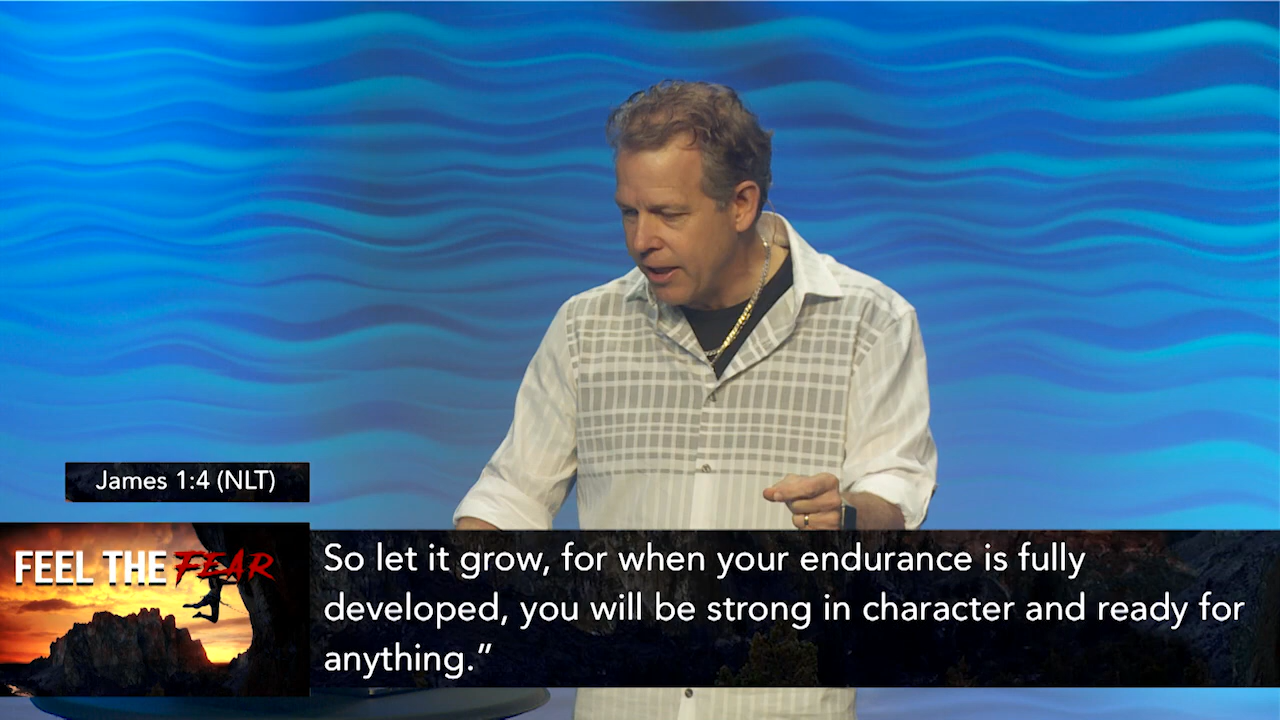 James 1:4 (NLT)
FEEL THE FEAR
So let it grow, for when your endurance is fully
developed, you will be strong in character and ready for
anything.”